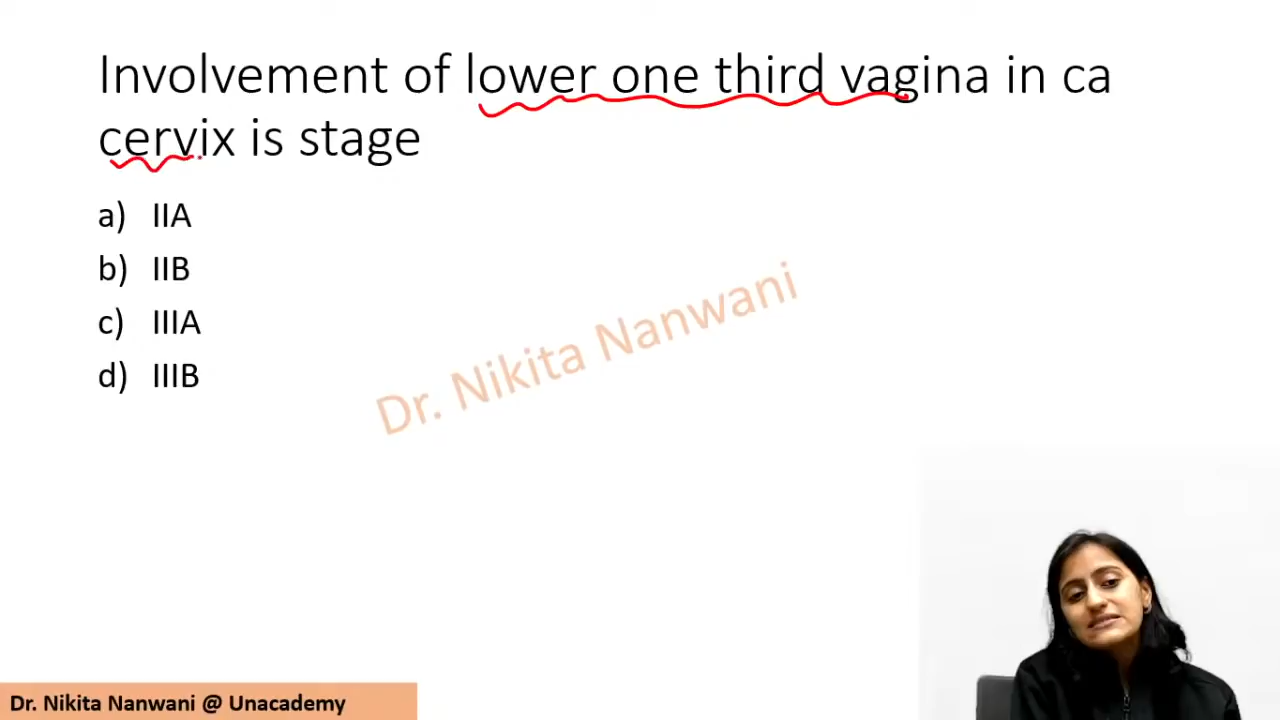 Involvement of lower one third vagina in ca
cervix is stage
a) IIA
b) IIB
c) IIIA
d) IIIB
Dr. Nikita Nanwani
Dr. Nikita Nanwani @ Unacademy